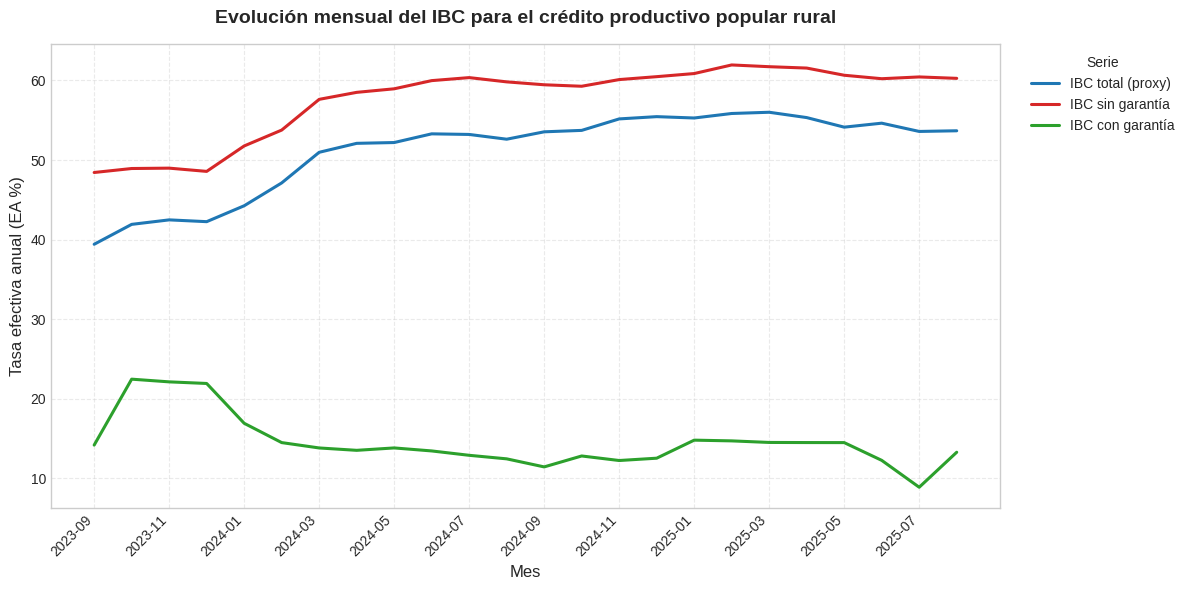 Evolución mensual del IBC para el crédito productivo popular rural
Serie
IBC total (proxy)
IBC sin garantía
IBC con garantía
Tasa efectiva anual (EA %)
60
50
40
30
20
10
2023-09
2023-11
2024-01
2024-03
2024-05
2024-07
2024-09
2024-11
2025-01
2025-03
2025-05
2025-07
Mes